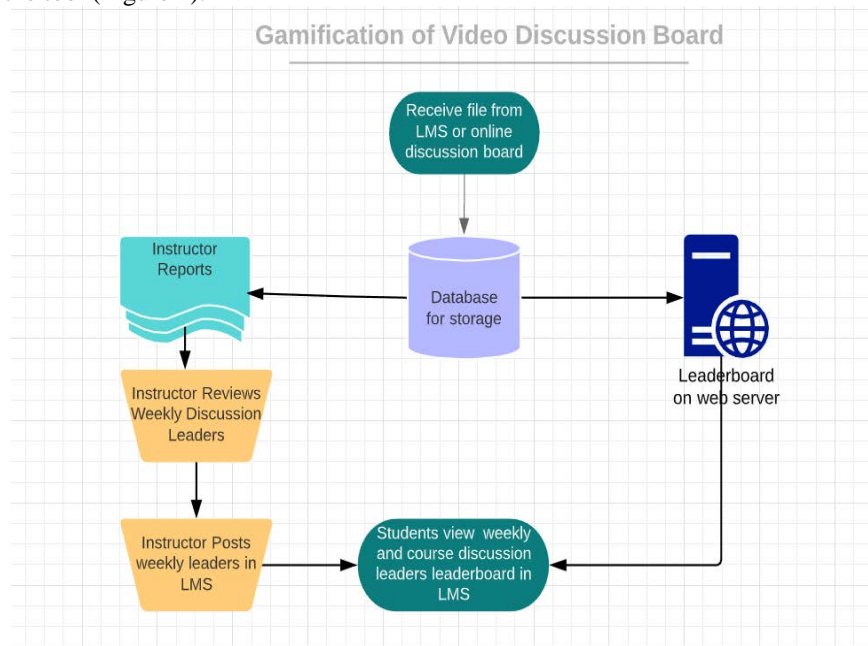 Gamification of Video Discussion Board
Receive file from
LMS or online
discussion board
Instructor
Reports
Database
for storage
Leaderboard
on web server
Instructor Reviews
Weekly Discussion
Leaders
Instructor Posts
weekly leaders in
LMS
Students view weekly
and course discussion
leaders leaderboard in
LMS